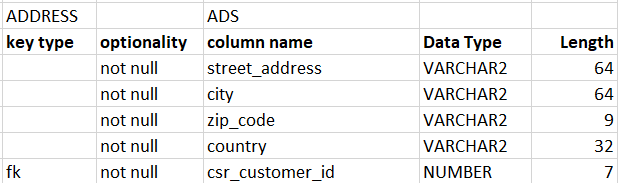 ADDRESS ADS
key type optionality column name Data Type Length
not null street_address VARCHAR2 64
not null city VARCHAR2 64
not null zip_code VARCHAR2 9
not null country VARCHAR2 32
fk not null csr_customer_id NUMBER 7